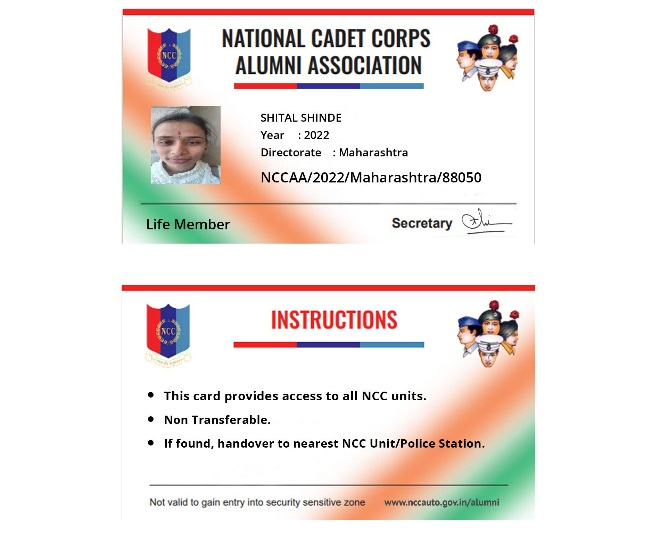 NCC
NATIONAL CADET CORPS
ALUMNI ASSOCIATION
SHITAL SHINDE
Year : 2022
Directorate : Maharashtra
NCCAA/2022/Maharashtra/88050
Life Member
Secretary
NCC
INSTRUCTIONS
• This card provides access to all NCC units.
• Non Transferable.
• If found, handover to nearest NCC Unit/Police Station.
Not valid to gain entry into security sensitive zone www.nccauto.gov.in/alumni